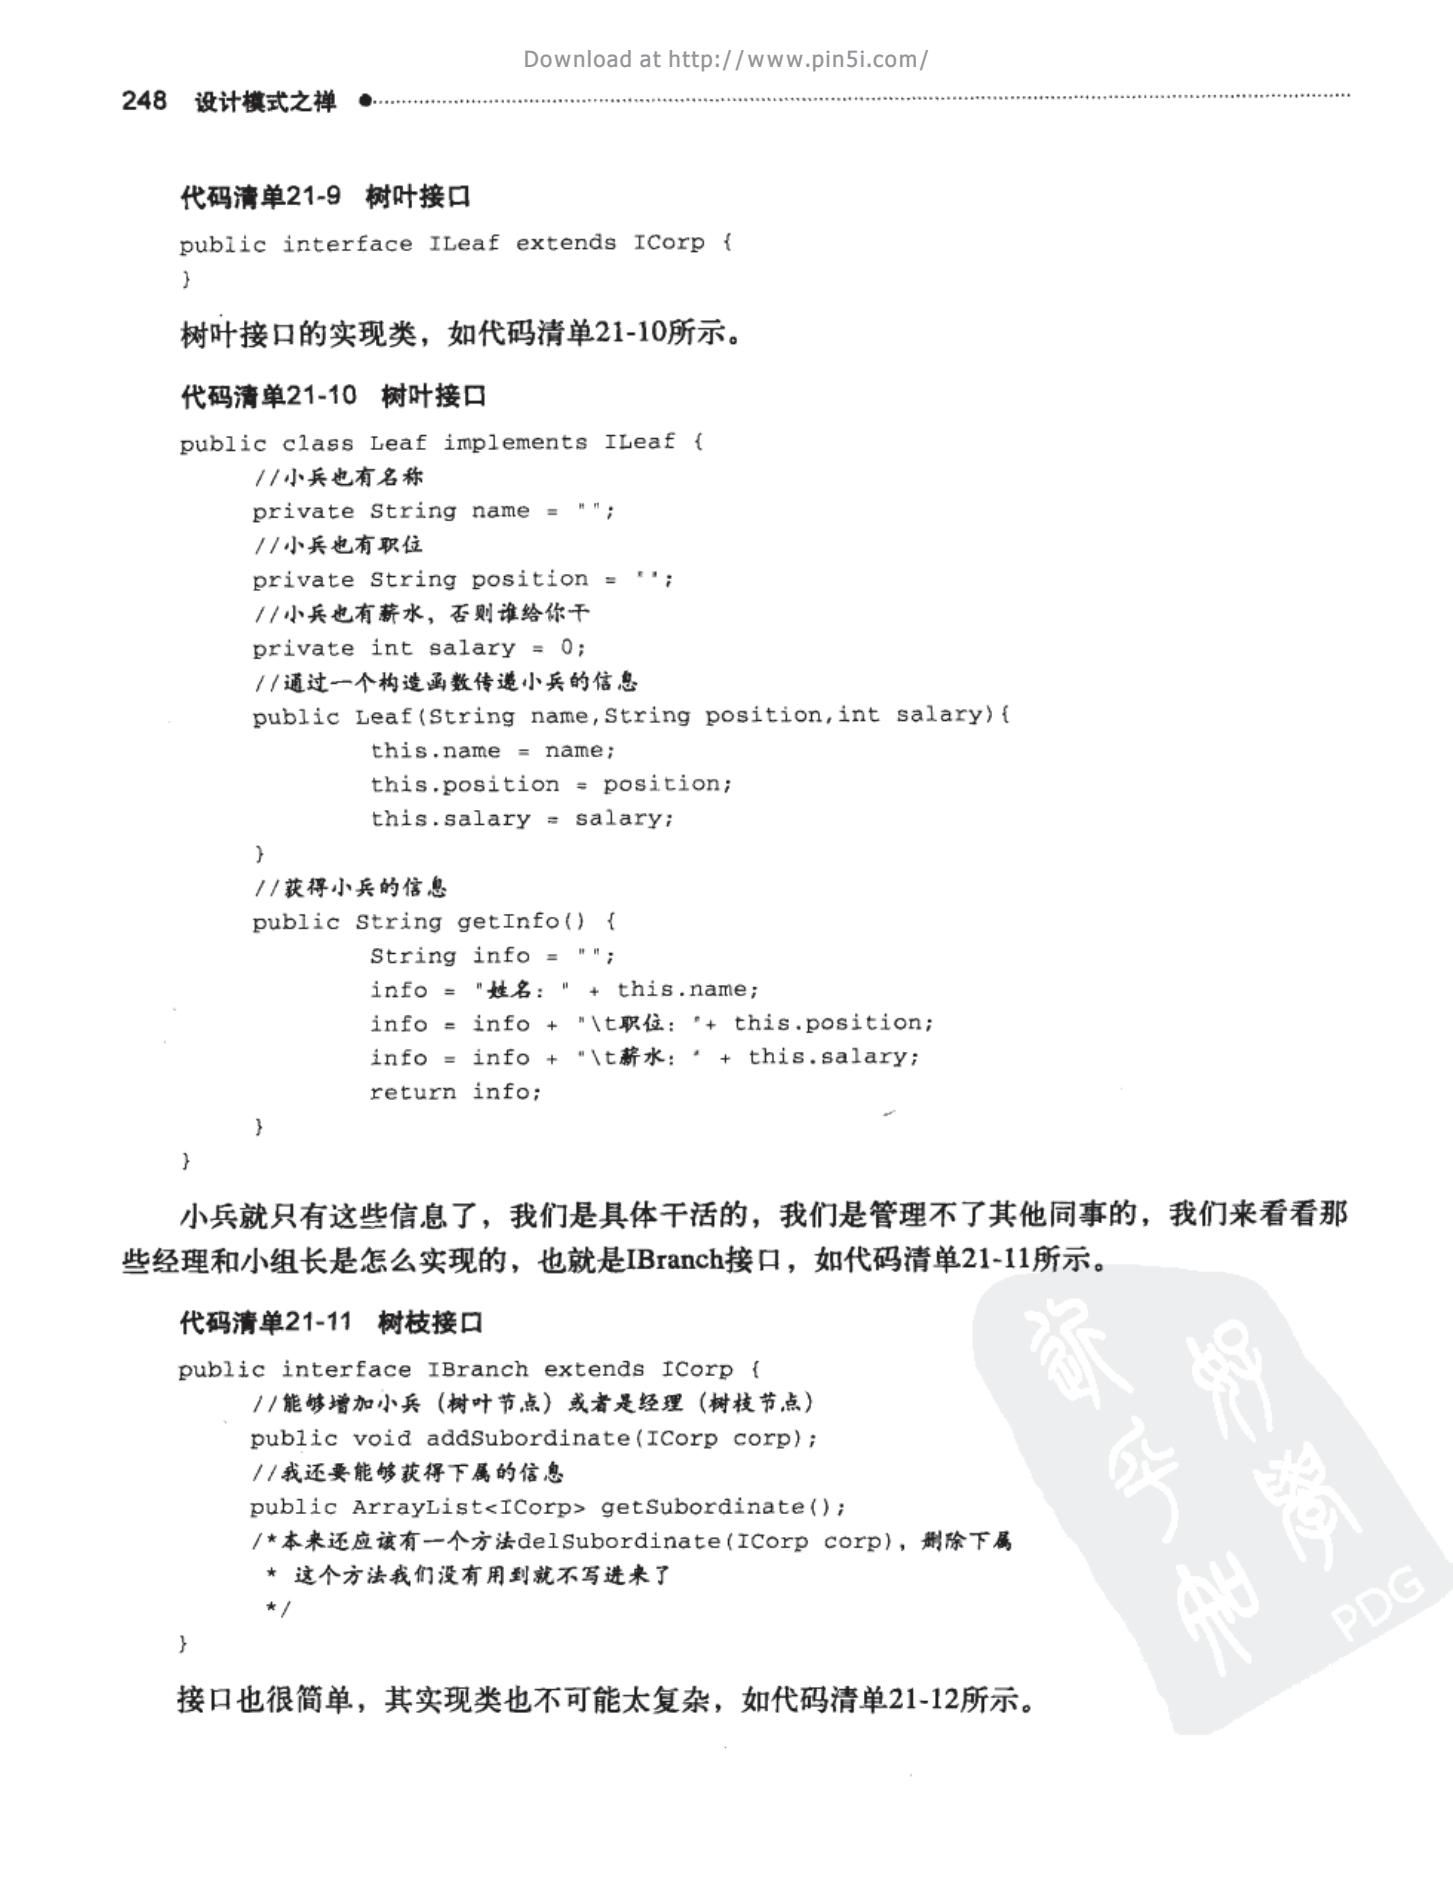 Download at http://www.pin5i.com/
248 设计模式之禅
代码清单21-9 树叶接口
public interface ILeaf extends ICorp {
}
树叶接口的实现类，如代码清单21-10所示。
代码清单21-10 树叶接口
public class Leaf implements ILeaf {
//小兵也有名称
private String name = "";
//小兵也有职位
private String position = "";
//小兵也有薪水，否则谁给你干
private int salary = 0;
//通过一个构造函数传递小兵的信息
public Leaf(String name,String position,int salary){
this.name = name;
this.position = position;
this.salary = salary;
}
//获得小兵的信息
public String getInfo() {
String info = "";
info = "姓名：" + this.name;
info = info + "\t职位："+ this.position;
info = info + "\t薪水：" + this.salary;
return info;
}
}
小兵就只有这些信息了，我们是具体干活的，我们是管理不了其他同事的，我们来看看那
些经理和小组长是怎么实现的，也就是IBranch接口，如代码清单21-11所示。
代码清单21-11 树枝接口
public interface IBranch extends ICorp {
//能够增加小兵（树叶节点）或者是经理（树枝节点）
public void addSubordinate(ICorp corp);
//我还要能够获得下属的信息
public ArrayList<ICorp> getSubordinate();
/*本来还应该有一个方法delSubordinate(ICorp corp)，删除下属
* 这个方法我们没有用到就不写进来了
*/
}
接口也很简单，其实现类也不可能太复杂，如代码清单21-12所示。
PDG